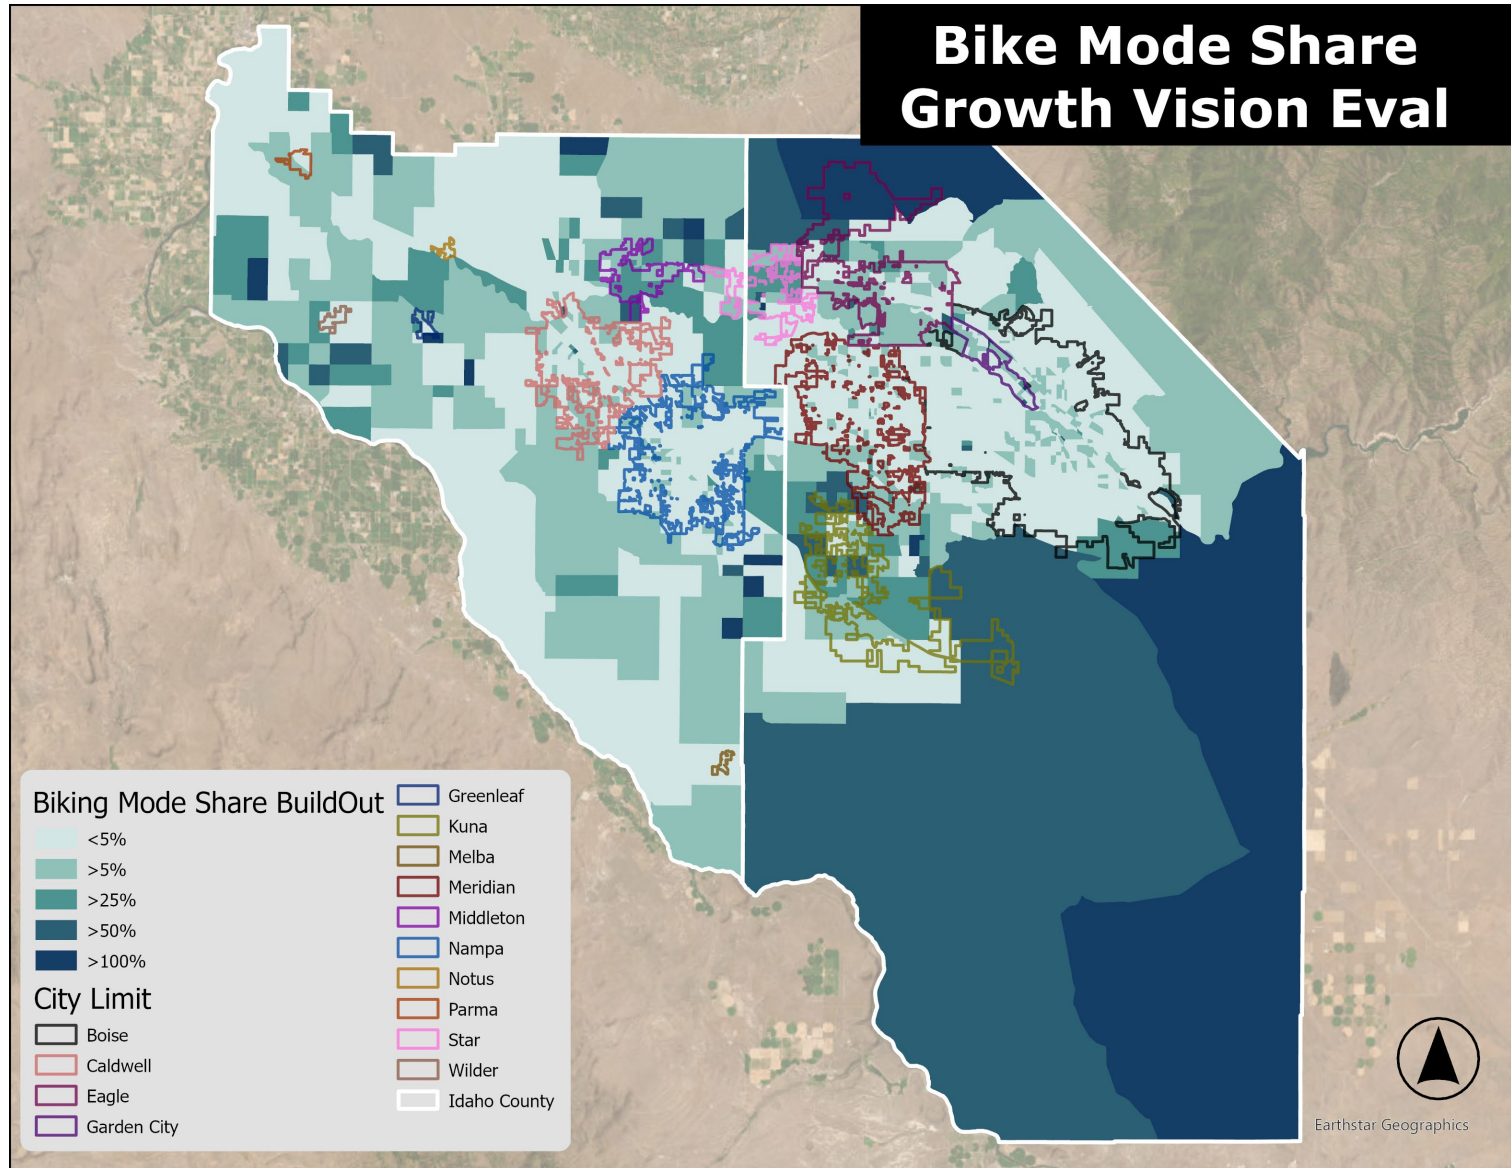 Bike Mode Share
Growth Vision Eval
Biking Mode Share BuildOut
<5%
>5%
>25%
>50%
>100%
City Limit
Boise
Caldwell
Eagle
Garden City
Greenleaf
Kuna
Melba
Meridian
Middleton
Nampa
Notus
Parma
Star
Wilder
Idaho County
Earthstar Geographics